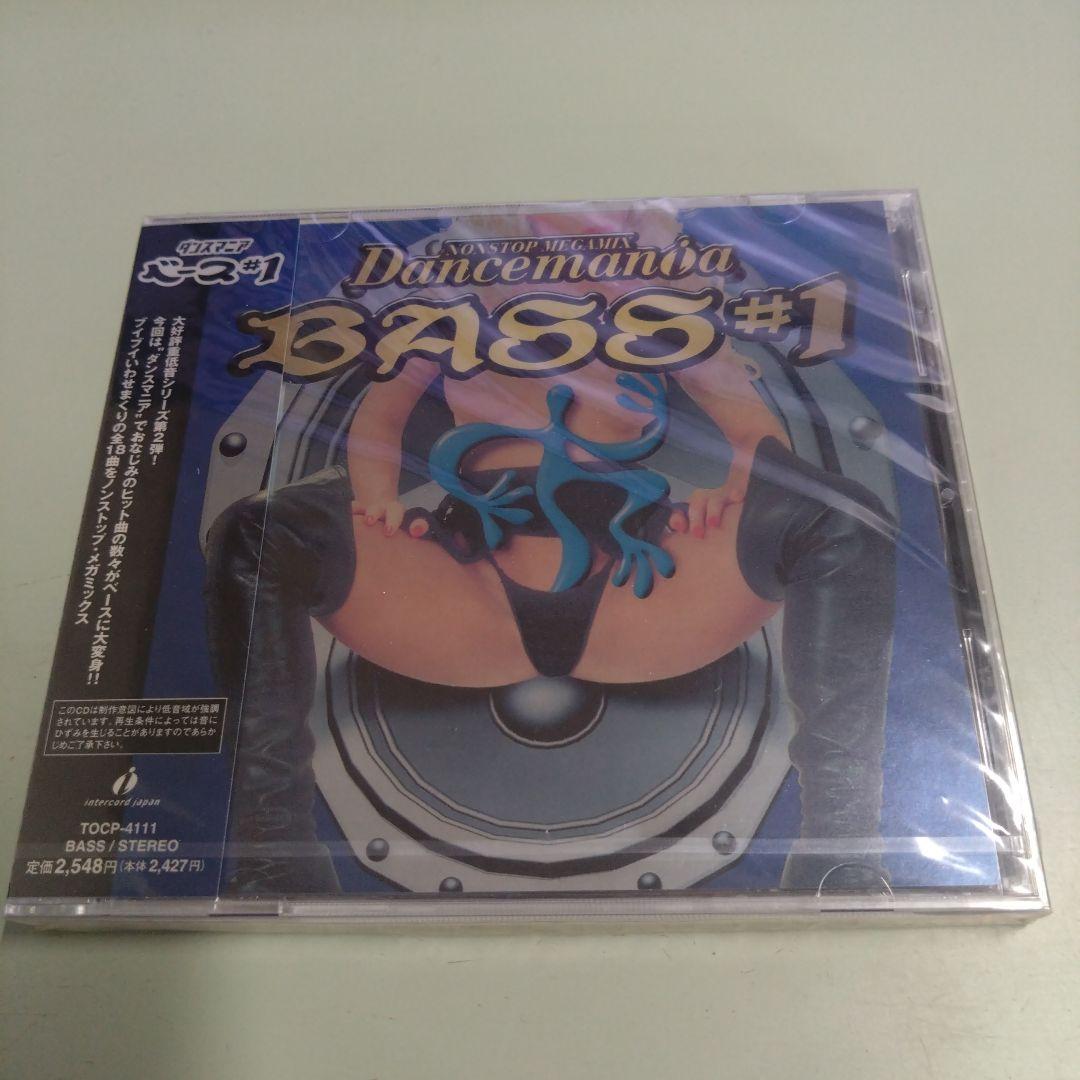 ダンスマニア
ベース#1
大好評重低音シリーズ第2弾!
今回は“ダンスマニア”でおなじみのヒット曲の数々がベースに大変身!!
ブイブイいわせまくりの全18曲をノンストップ・メガミックス
このCDは制作意図により低音域が強調
されています。再生条件によっては音に
ひずみを生じることがありますのであらか
じめご了承下さい。
intercord japan
TOCP-4111
BASS / STEREO
定価2,548円(本体2,427円)
NONSTOP MEGAMIX
Dancemania
BASS #1